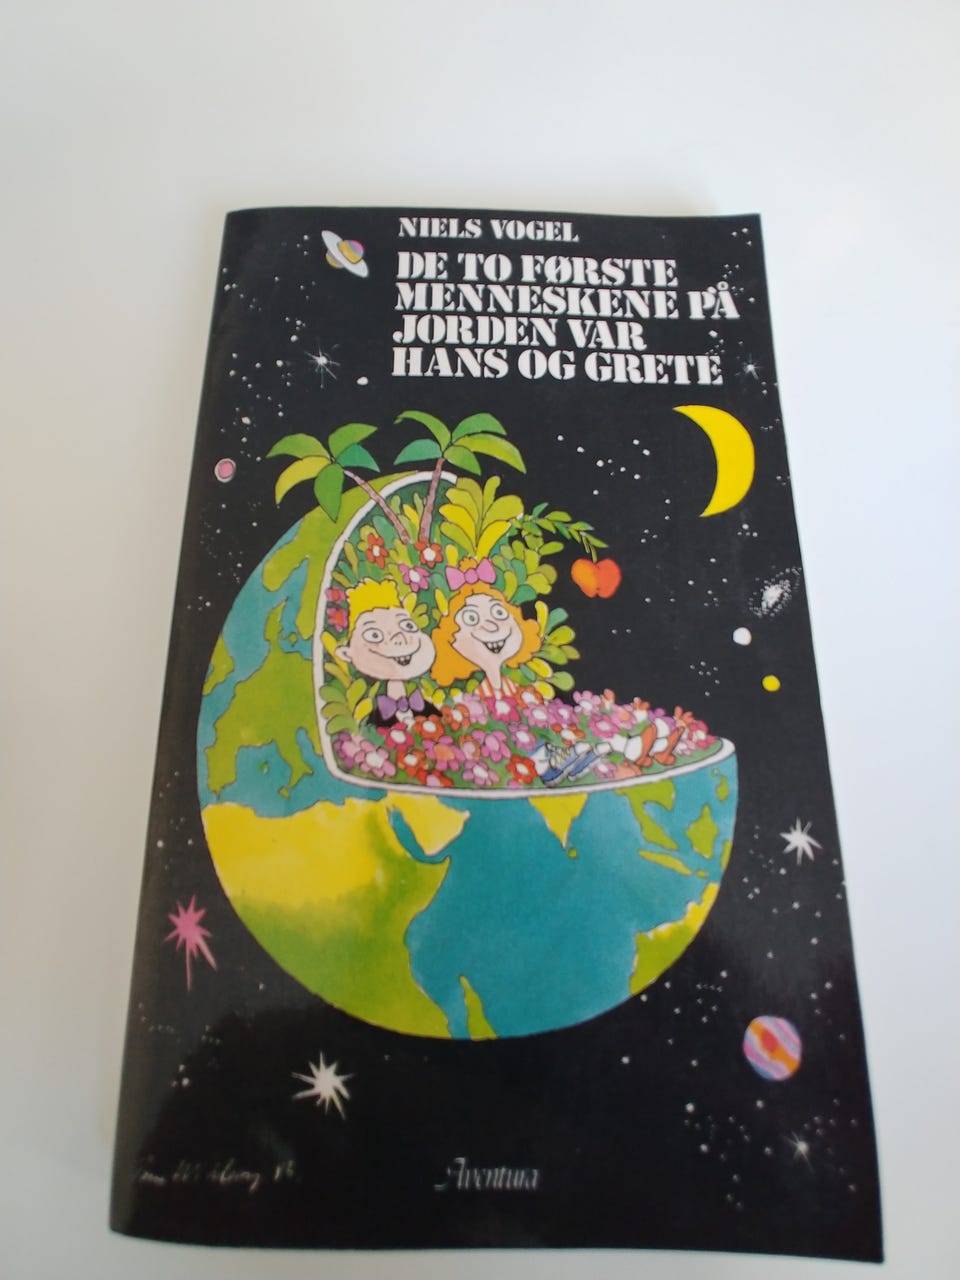 NIELS VOGEL
DE TO FØRSTE
MENNESKENE PÅ
JORDEN VAR
HANS OG GRETE
Aventura